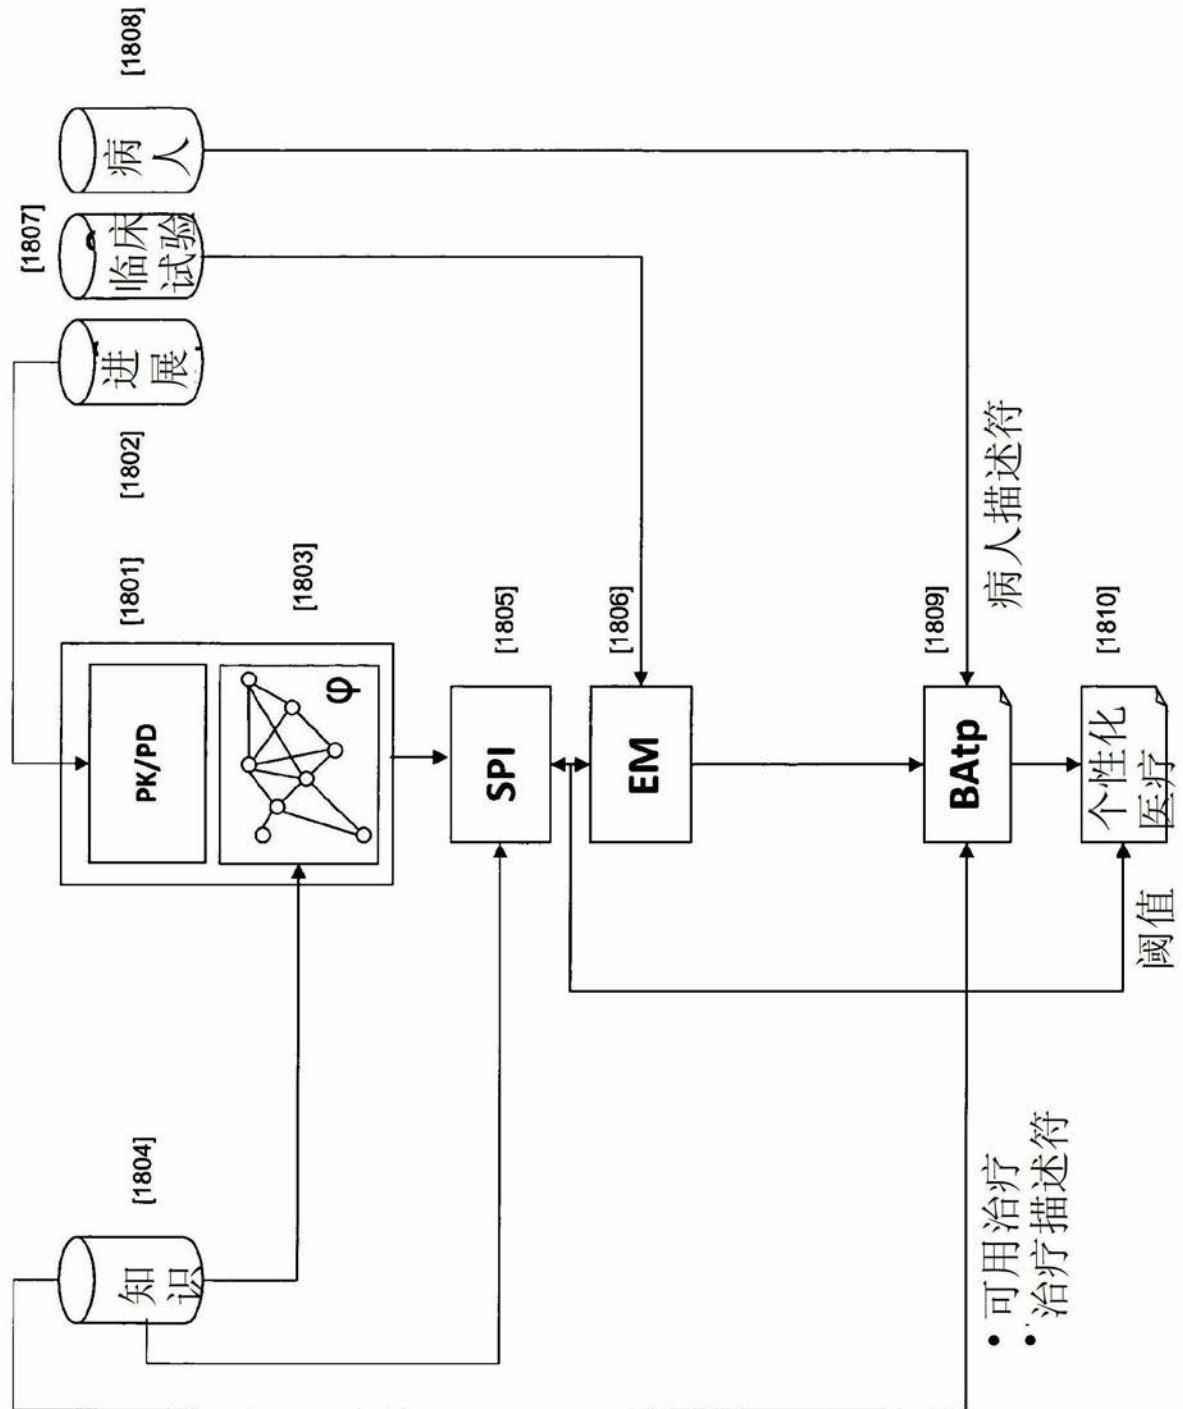 [1808]
病人
[1807]
临床
试验
进展
[1802]
[1801]
PK/PD
[1803]
φ
[1804]
知识
SPI
[1805]
EM
[1806]
BAtp
[1809]
病人描述符
[1810]
个性化
医疗
阈值
• 可用治疗
• 治疗描述符